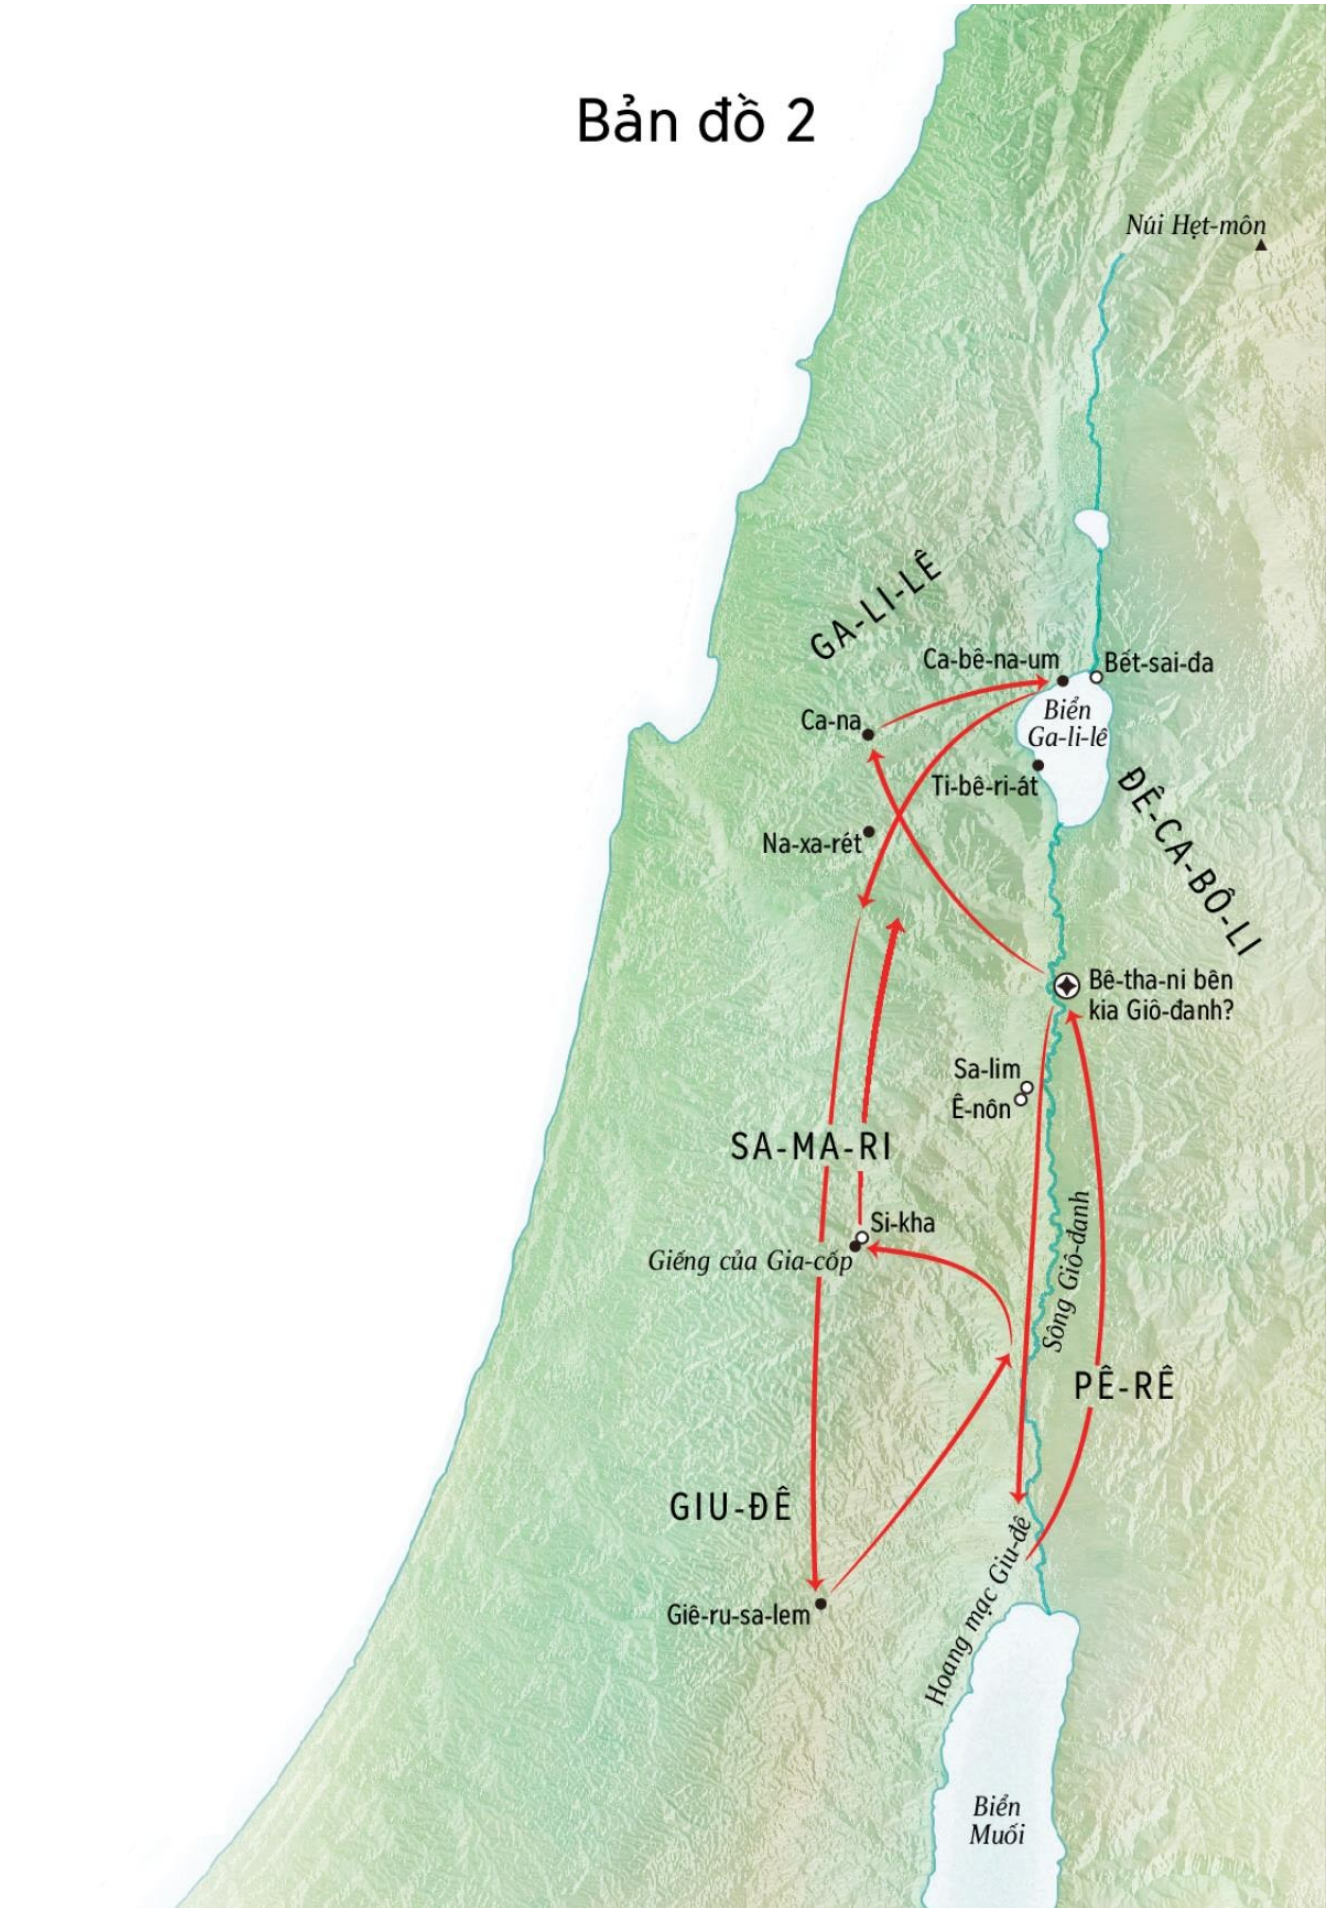 Bản đồ 2
Núi Hẹt-môn
GA-LI-LÊ
Ca-bê-na-um
Bết-sai-đa
Ca-na
Biển
Ga-li-lê
Ti-bê-ri-át
ĐÊ-CA-BÔ-LI
Na-xa-rét
Bê-tha-ni bên
kia Giô-đanh?
Sa-lim
Ê-nôn
SA-MA-RI
Si-kha
Giếng của Gia-cốp
Sông Giô-đanh
PÊ-RÊ
GIU-ĐÊ
Giê-ru-sa-lem
Hoang mạc Giu-đê
Biển
Muối